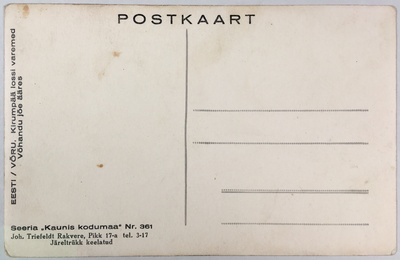 POSTKAART
EESTI / VÕRU. Kirumpää lossi varemed
Võhandu jõe ääres
Seeria „Kaunis kodumaa" Nr. 361
Joh. Triefeldt Rakvere, Pikk 17-a tel. 3-17
Järeltrükk keelatud